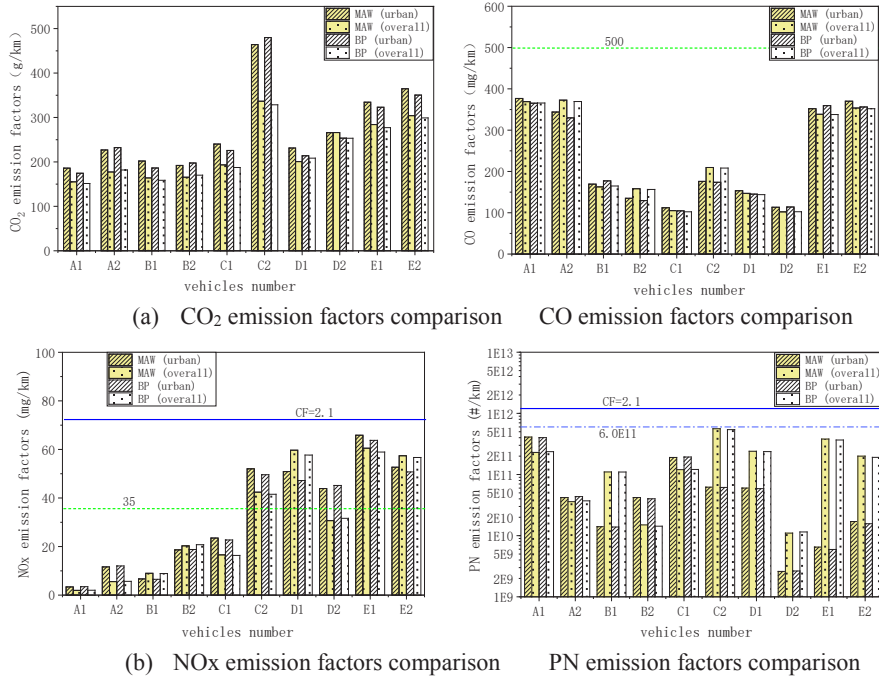 MAW (urban)
MAW (overall)
BP (urban)
BP (overall)
500
450
400
350
300
250
200
150
100
0
CO₂ emission factors (g/km)
A1 A2 B1 B2 C1 C2 D1 D2 E1 E2
vehicles number
MAW (urban)
MAW (overall)
BP (urban)
BP (overall)
600
500
400
350
300
250
200
150
100
0
500
CO emission factors (mg/km)
A1 A2 B1 B2 C1 C2 D1 D2 E1 E2
vehicles number
(a) CO₂ emission factors comparison CO emission factors comparison
MAW (urban)
MAW (overall)
BP (urban)
BP (overall)
100
80
60
40
20
0
CF=2.1
35
NOx emission factors (mg/km)
A1 A2 B1 B2 C1 C2 D1 D2 E1 E2
vehicles number
MAW (urban)
MAW (overall)
BP (urban)
BP (overall)
1E13
5E12
2E12
1E12
5E11
2E11
1E11
5E10
2E10
1E10
5E9
2E9
1E9
CF=2.1
6.0E11
PN emission factors (#/km)
A1 A2 B1 B2 C1 C2 D1 D2 E1 E2
vehicles number
(b) NOx emission factors comparison PN emission factors comparison